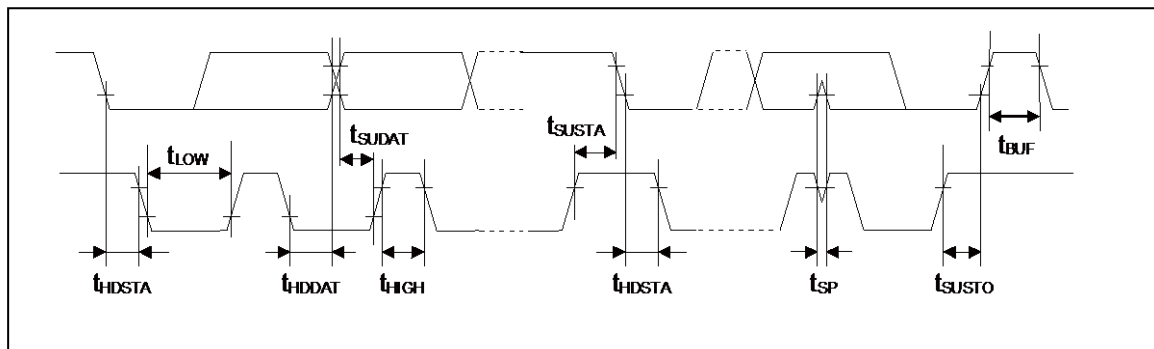 tSUSTA
tBUF
tSUDAT
tLOW
tHDSTA
tHDDAT
tHIGH
tHDSTA
tSP
tSUSTO